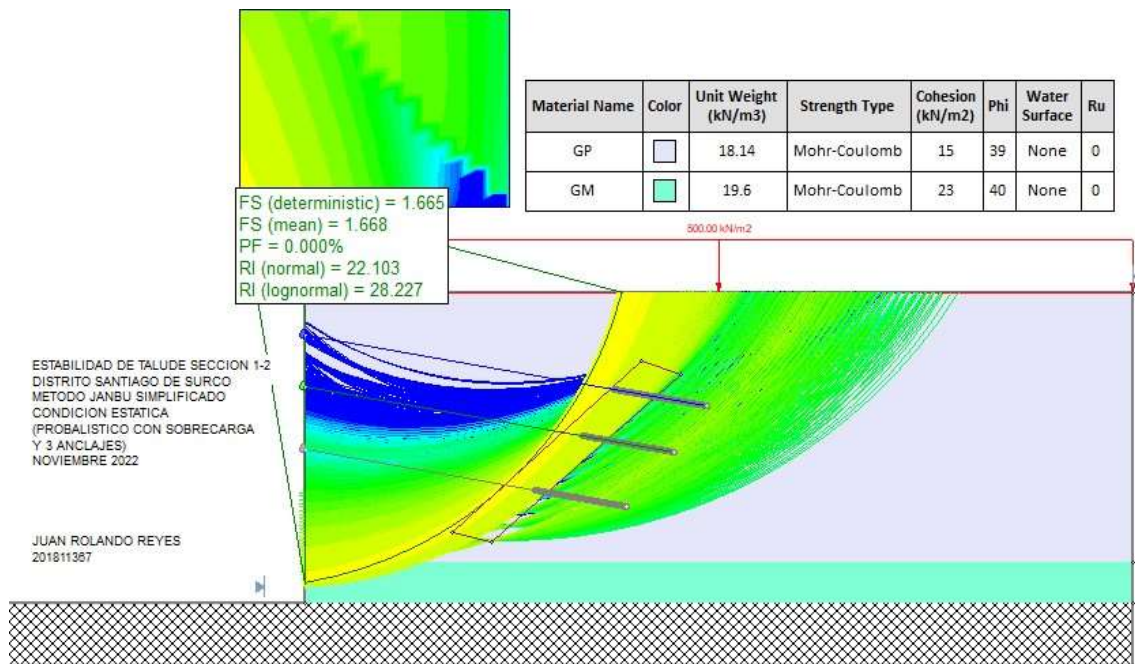 Material Name Color Unit Weight (kN/m3) Strength Type Cohesion (kN/m2) Phi Water Surface Ru
GP 18.14 Mohr-Coulomb 15 39 None 0
GM 19.6 Mohr-Coulomb 23 40 None 0
FS (deterministic) = 1.665
FS (mean) = 1.668
PF = 0.000%
RI (normal) = 22.103
RI (lognormal) = 28.227
500.00 kN/m2
ESTABILIDAD DE TALUDE SECCION 1-2
DISTRITO SANTIAGO DE SURCO
METODO JANBU SIMPLIFICADO
CONDICION ESTATICA
(PROBALISTICO CON SOBRECARGA
Y 3 ANCLAJES)
NOVIEMBRE 2022
JUAN ROLANDO REYES
201811367